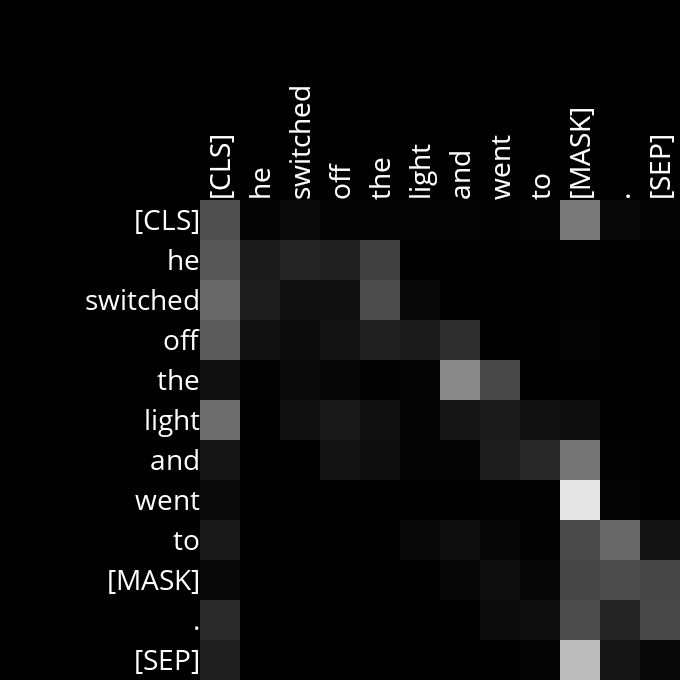 [CLS] he switched off the light and went to [MASK] . [SEP]
[CLS]
he
switched
off
the
light
and
went
to
[MASK]
.
[SEP]